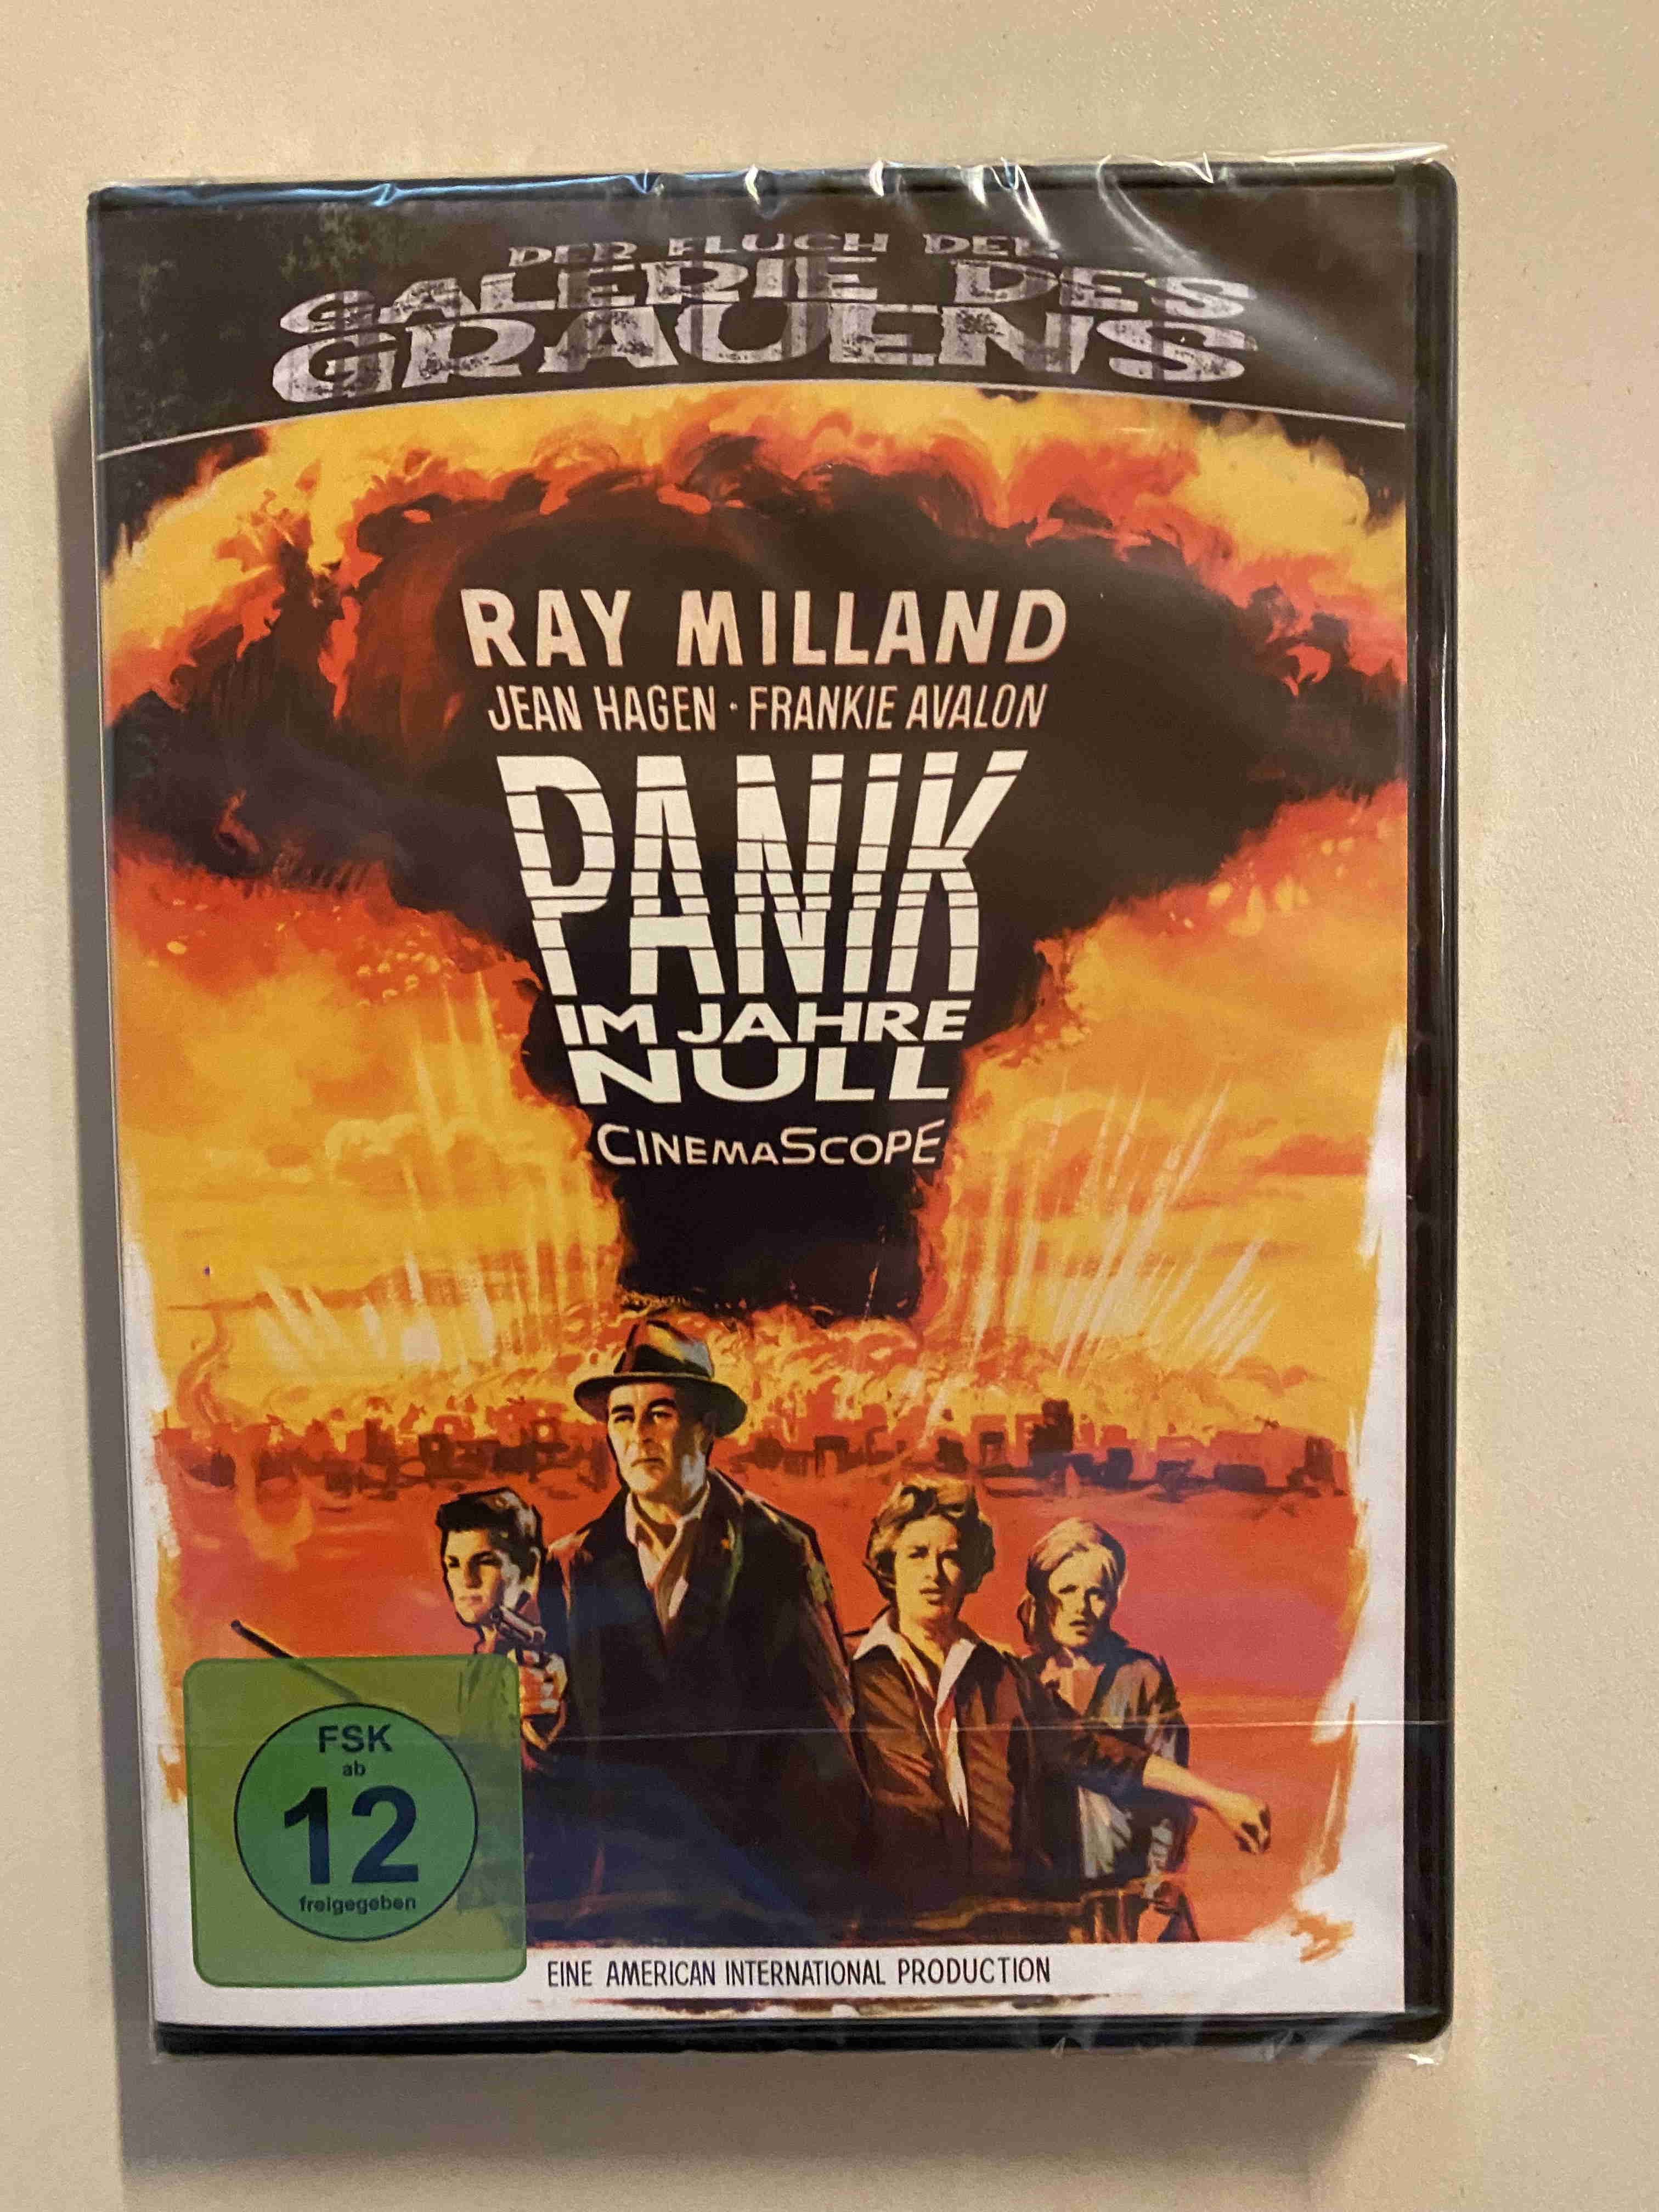 DER FLUCH DER
GALERIE DES
GRAUENS
RAY MILLAND
JEAN HAGEN · FRANKIE AVALON
PANIK
IM JAHRE
NULL
CINEMASCOPE
FSK
ab
12
freigegeben
EINE AMERICAN INTERNATIONAL PRODUCTION